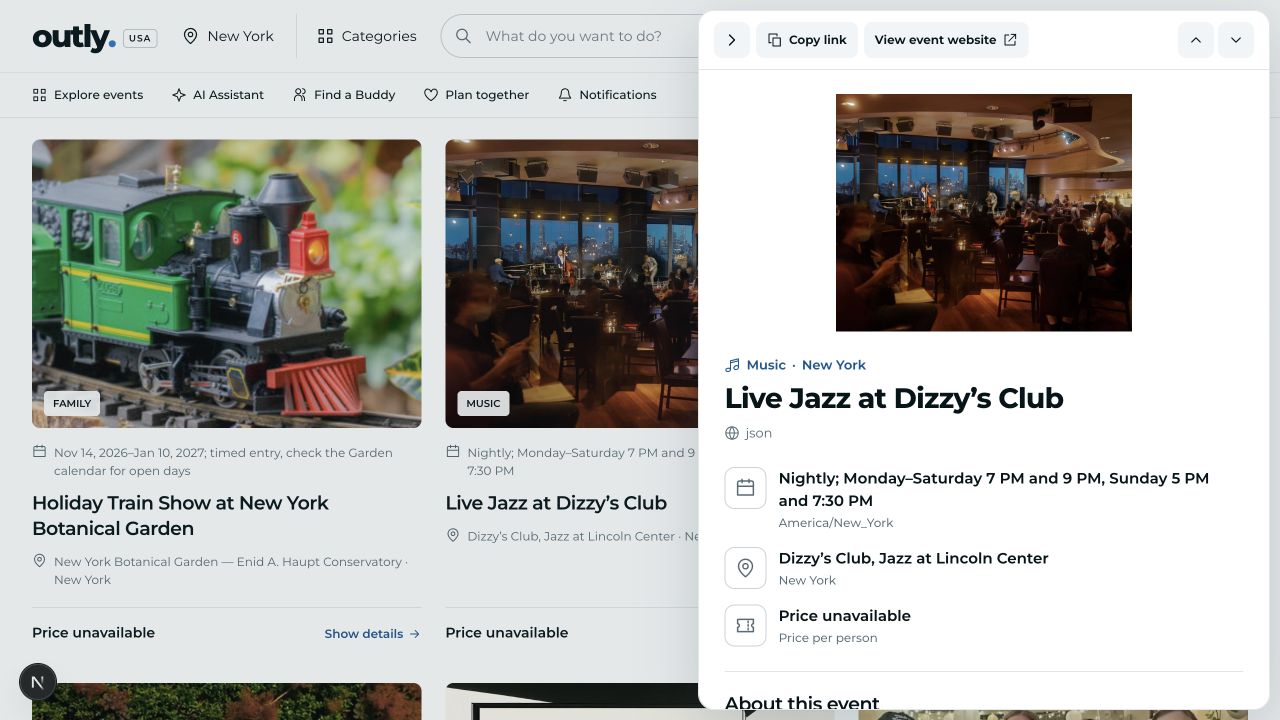 outly. USA
New York
Categories
What do you want to do?
Explore events
AI Assistant
Find a Buddy
Plan together
Notifications
FAMILY
Nov 14, 2026–Jan 10, 2027; timed entry, check the Garden
calendar for open days
Holiday Train Show at New York
Botanical Garden
New York Botanical Garden — Enid A. Haupt Conservatory ·
New York
Price unavailable
Show details
MUSIC
Nightly; Monday–Saturday 7 PM and 9
7:30 PM
Live Jazz at Dizzy’s Club
Dizzy’s Club, Jazz at Lincoln Center · Ne
Price unavailable
N
Copy link
View event website
Music · New York
Live Jazz at Dizzy’s Club
json
Nightly; Monday–Saturday 7 PM and 9 PM, Sunday 5 PM
and 7:30 PM
America/New_York
Dizzy’s Club, Jazz at Lincoln Center
New York
Price unavailable
Price per person
About this event